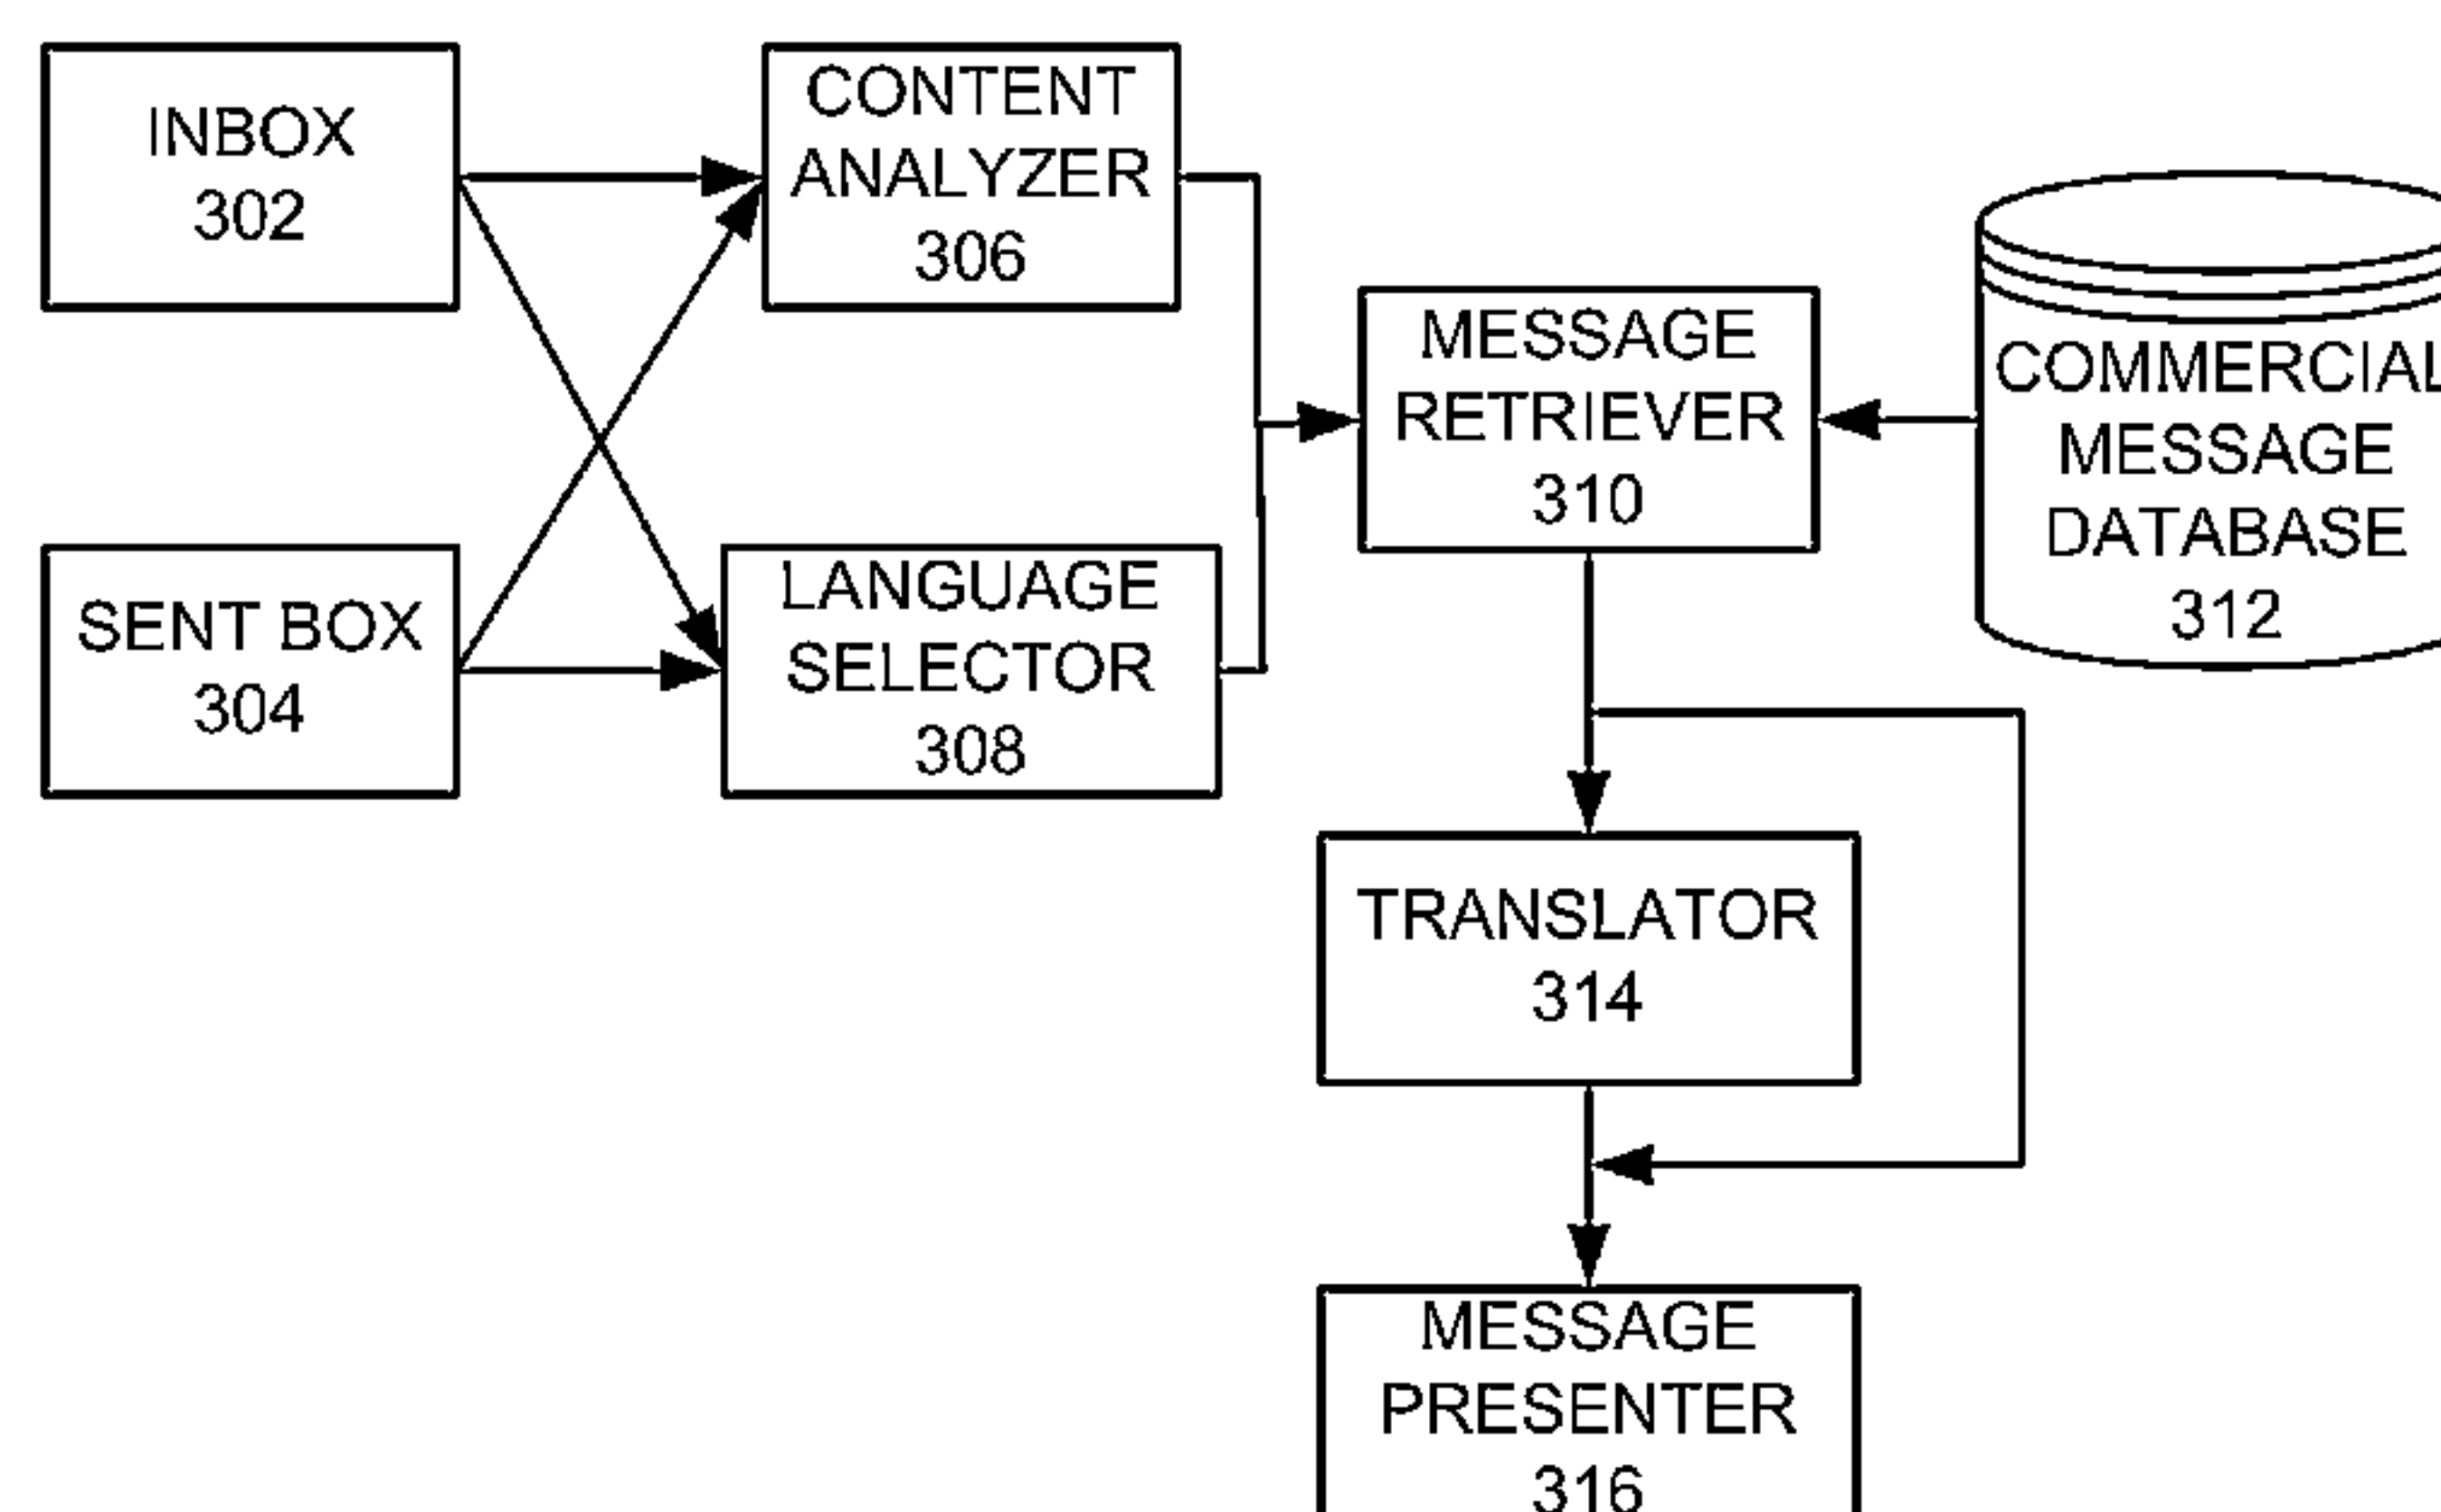 INBOX
302
CONTENT
ANALYZER
306
SENT BOX
304
LANGUAGE
SELECTOR
308
MESSAGE
RETRIEVER
310
COMMERCIAL
MESSAGE
DATABASE
312
TRANSLATOR
314
MESSAGE
PRESENTER
316